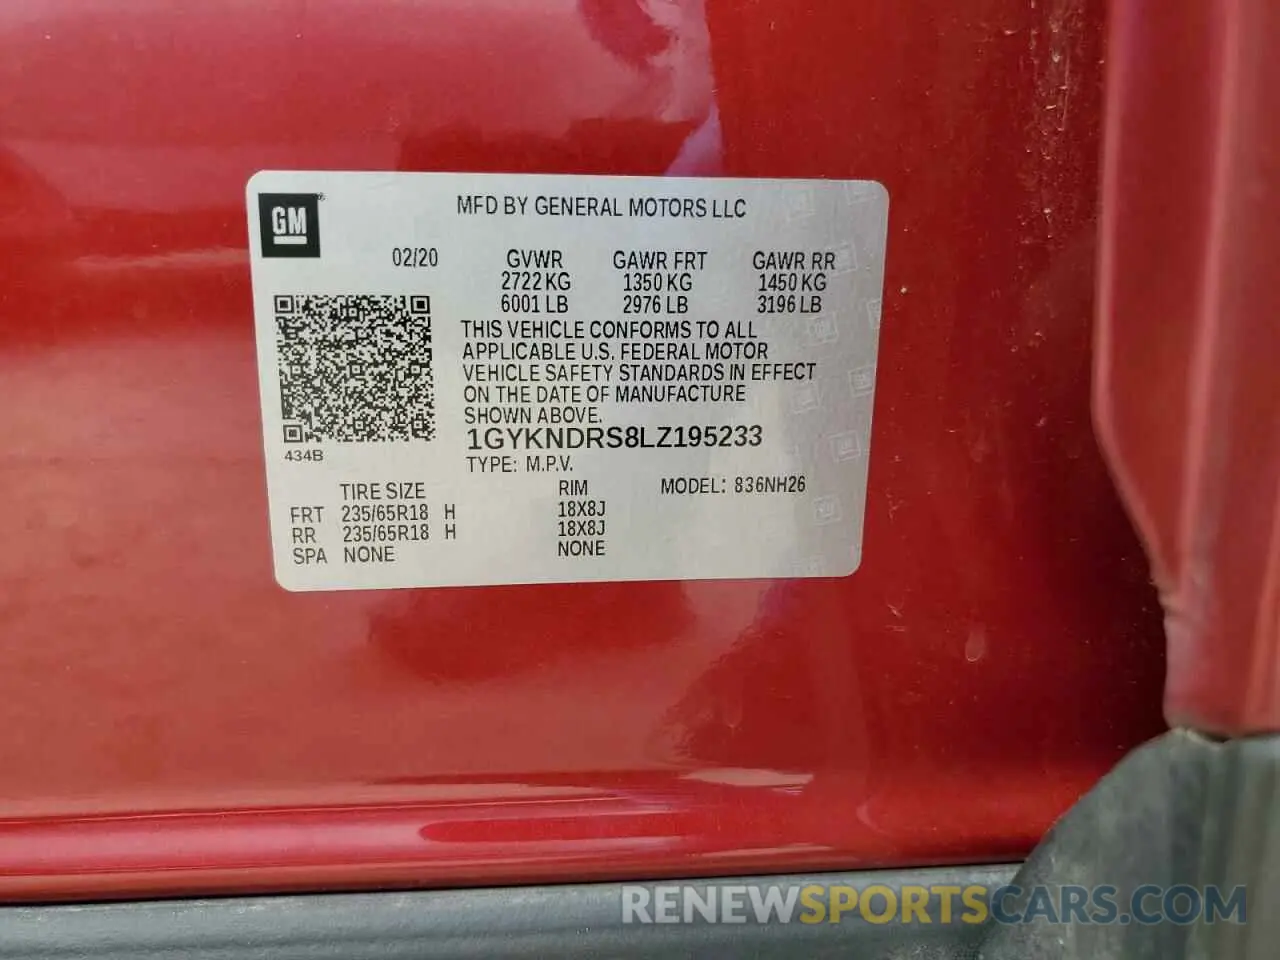 GM®
MFD BY GENERAL MOTORS LLC
02/20 GVWR GAWR FRT GAWR RR
2722 KG 1350 KG 1450 KG
6001 LB 2976 LB 3196 LB
THIS VEHICLE CONFORMS TO ALL
APPLICABLE U.S. FEDERAL MOTOR
VEHICLE SAFETY STANDARDS IN EFFECT
ON THE DATE OF MANUFACTURE
SHOWN ABOVE.
1GYKNDRS8LZ195233
434B
TYPE: M.P.V.
TIRE SIZE RIM MODEL: 836NH26
FRT 235/65R18 H 18X8J
RR 235/65R18 H 18X8J
SPA NONE NONE
RENEWSPORTSCARS.COM